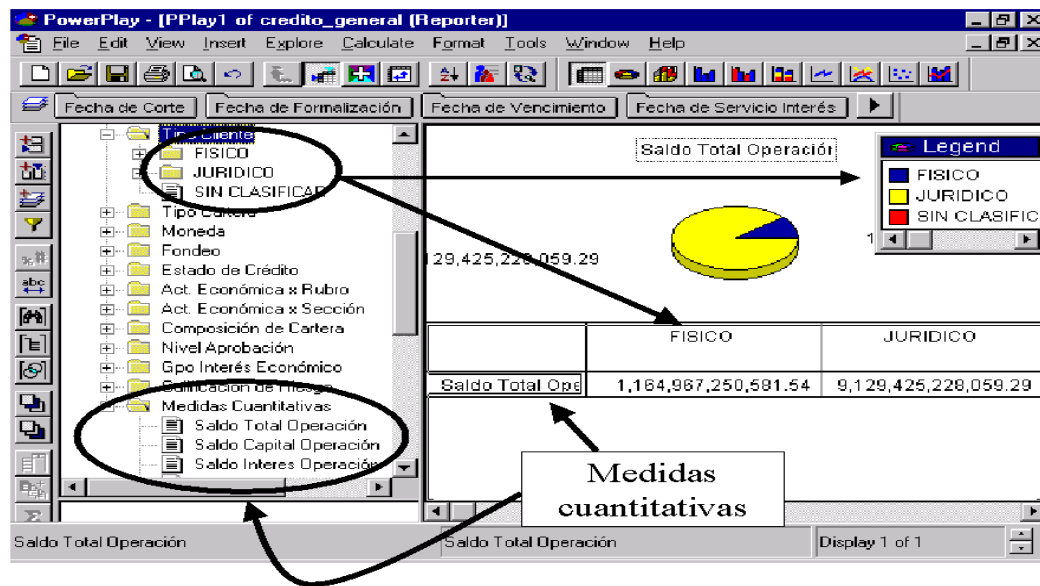 PowerPlay - [PPlay1 of credito_general (Reporter)]
File Edit View Insert Explore Calculate Format Tools Window Help
Fecha de Corte Fecha de Formalización Fecha de Vencimiento Fecha de Servicio Interés
Tipo Cliente
FISICO
JURIDICO
SIN CLASIFICAR
Tipo Cartera
Moneda
Fondeo
Estado de Crédito
Act. Económica x Rubro
Act. Económica x Sección
Composición de Cartera
Nivel Aprobación
Gpo Interés Económico
Calificación de Riesgo
Medidas Cuantitativas
Saldo Total Operación
Saldo Capital Operación
Saldo Interes Operación
Saldo Total Operación
Legend
FISICO
JURIDICO
SIN CLASIFIC
129,425,228,059.29
1
FISICO JURIDICO
Saldo Total Ope 1,164,967,250,581.54 9,129,425,228,059.29
Medidas
cuantitativas
Saldo Total Operación Saldo Total Operación Display 1 of 1